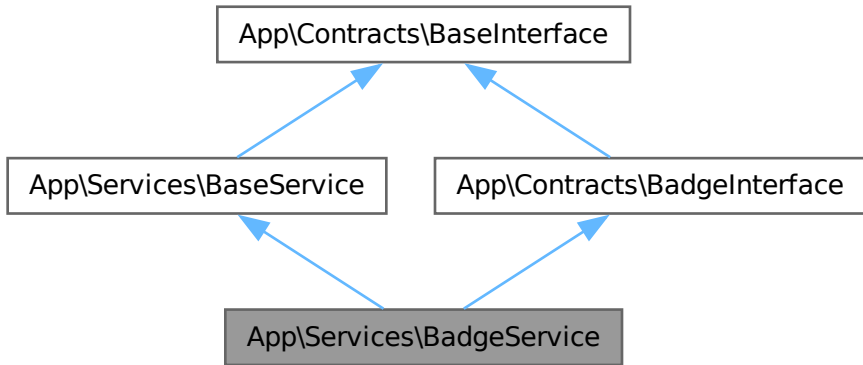 App\Contracts\BaseInterface
App\Services\BaseService
App\Contracts\BadgeInterface
App\Services\BadgeService